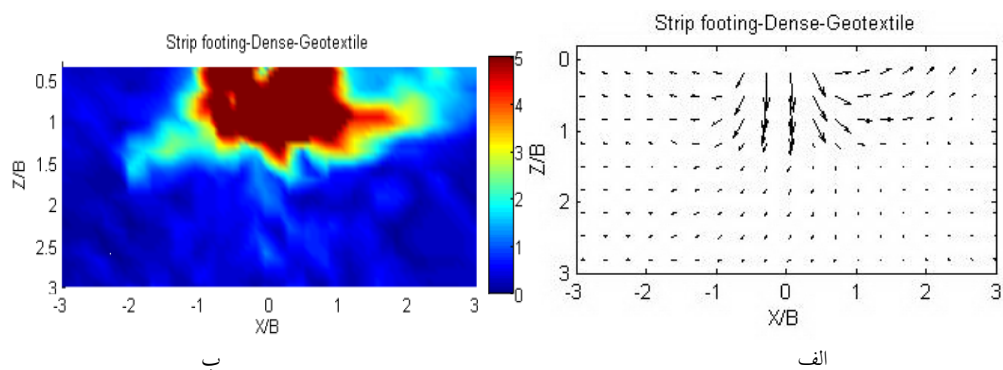 Strip footing-Dense-Geotextile
0.5
1
1.5
2
2.5
3
Z/B
-3 -2 -1 0 1 2 3
X/B
5
4
3
2
1
0
ب
Strip footing-Dense-Geotextile
0
1
2
3
Z/B
-3 -2 -1 0 1 2 3
X/B
الف